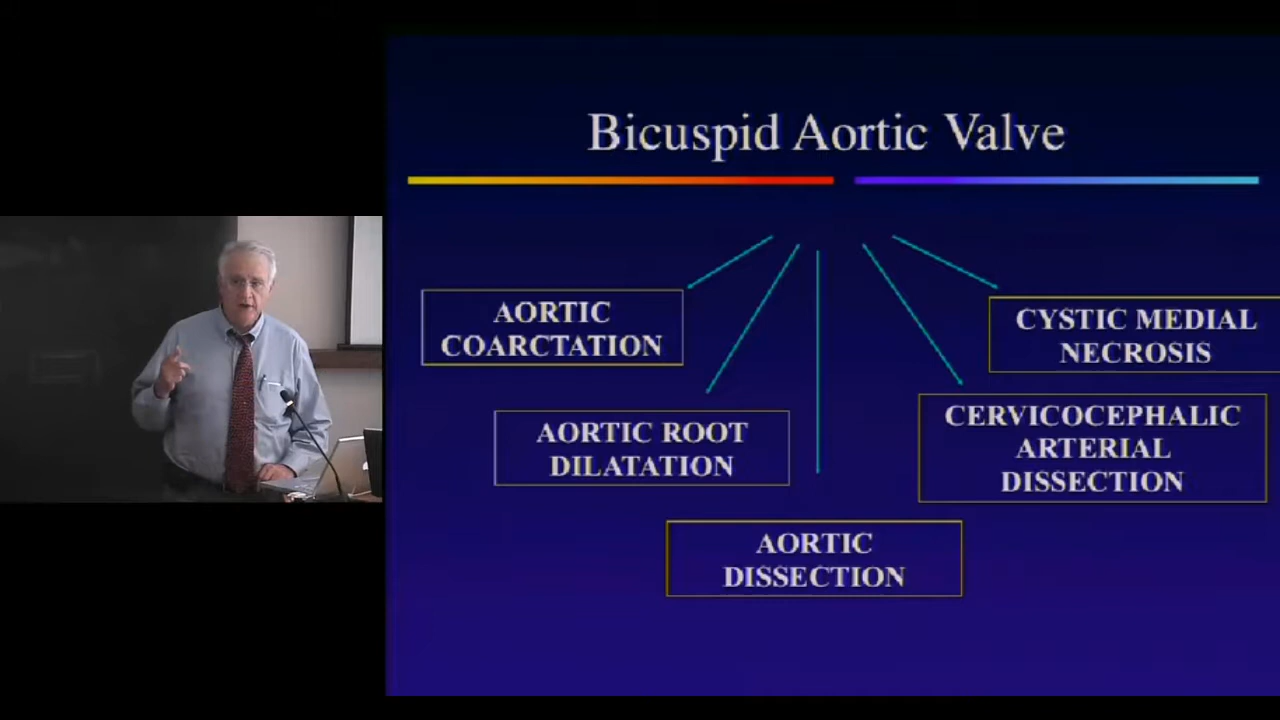 Bicuspid Aortic Valve
AORTIC
COARCTATION
CYSTIC MEDIAL
NECROSIS
AORTIC ROOT
DILATATION
CERVICOCEPHALIC
ARTERIAL
DISSECTION
AORTIC
DISSECTION